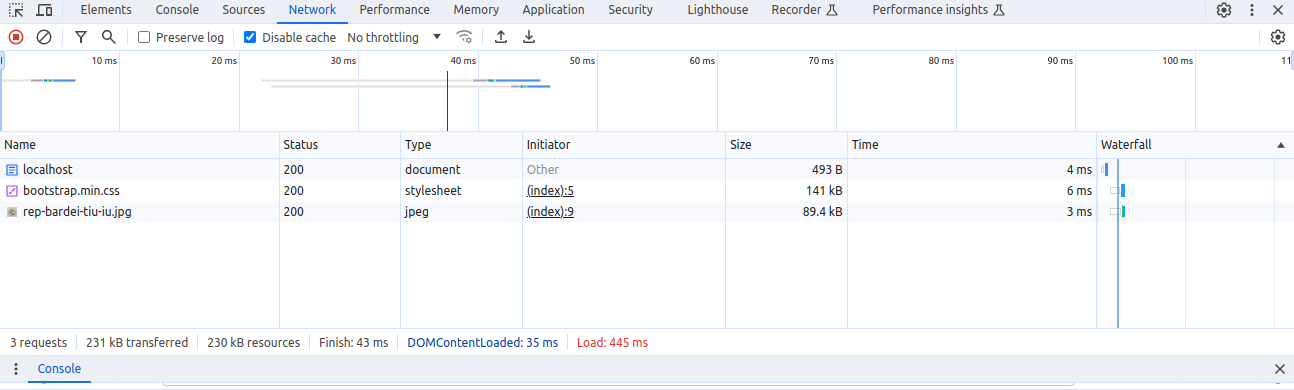 Elements Console Sources Network Performance Memory Application Security Lighthouse Recorder Performance insights
Preserve log Disable cache No throttling
10 ms 20 ms 30 ms 40 ms 50 ms 60 ms 70 ms 80 ms 90 ms 100 ms 11
Name Status Type Initiator Size Time Waterfall
localhost 200 document Other 493 B 4 ms
bootstrap.min.css 200 stylesheet (index):5 141 kB 6 ms
rep-bardei-tiu-iu.jpg 200 jpeg (index):9 89.4 kB 3 ms
3 requests 231 kB transferred 230 kB resources Finish: 43 ms DOMContentLoaded: 35 ms Load: 445 ms
Console